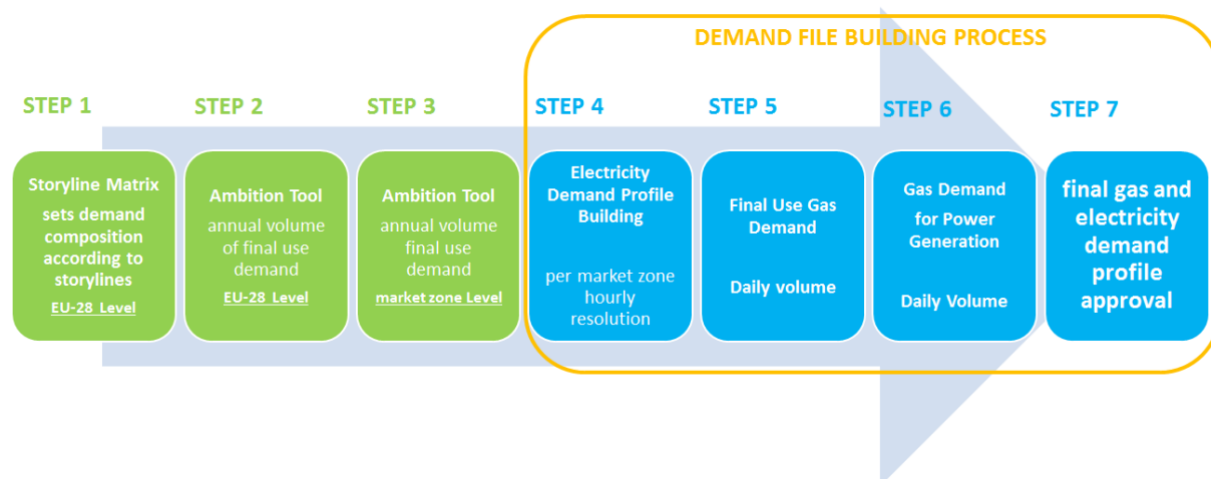 DEMAND FILE BUILDING PROCESS
STEP 1
STEP 2
STEP 3
STEP 4
STEP 5
STEP 6
STEP 7
Storyline Matrix
sets demand
composition
according to
storylines
EU-28 Level
Ambition Tool
annual volume
of final use
demand
EU-28 Level
Ambition Tool
annual volume
final use
demand
market zone Level
Electricity
Demand Profile
Building
per market zone
hourly
resolution
Final Use Gas
Demand
Daily volume
Gas Demand
for Power
Generation
Daily Volume
final gas and
electricity
demand
profile
approval